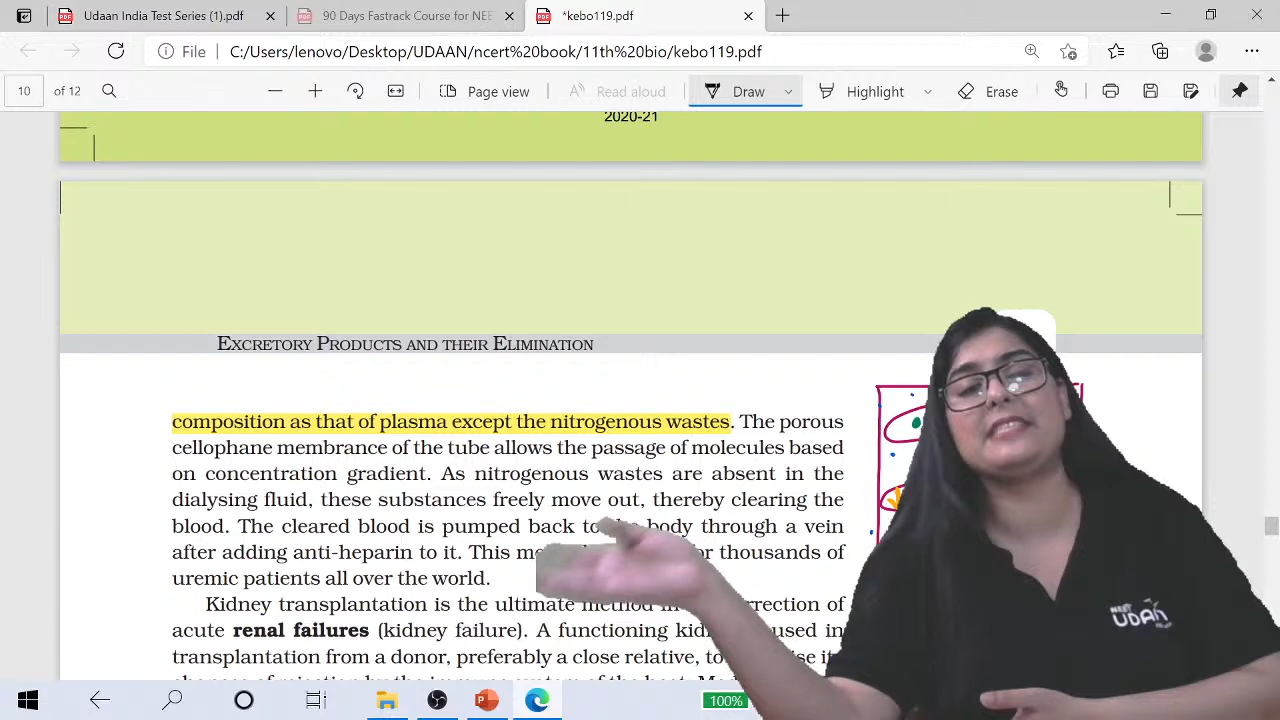 Udaan India Test Series (1).pdf
90 Days Fastrack Course for NEE
*kebo119.pdf
File
C:/Users/lenovo/Desktop/UDAAN/ncert%20book/11th%20bio/kebo119.pdf
10 of 12
Page view
Read aloud
Draw
Highlight
Erase
2020-21
EXCRETORY PRODUCTS AND THEIR ELIMINATION
composition as that of plasma except the nitrogenous wastes. The porous
cellophane membrance of the tube allows the passage of molecules based
on concentration gradient. As nitrogenous wastes are absent in the
dialysing fluid, these substances freely move out, thereby clearing the
blood. The cleared blood is pumped back to body through a vein
after adding anti-heparin to it. This thousands of
uremic patients all over the world.
Kidney transplantation is the ultimate method of
acute renal failures (kidney failure). A functioning used in
transplantation from a donor, preferably a close relative,
NEET
UDAN
100%